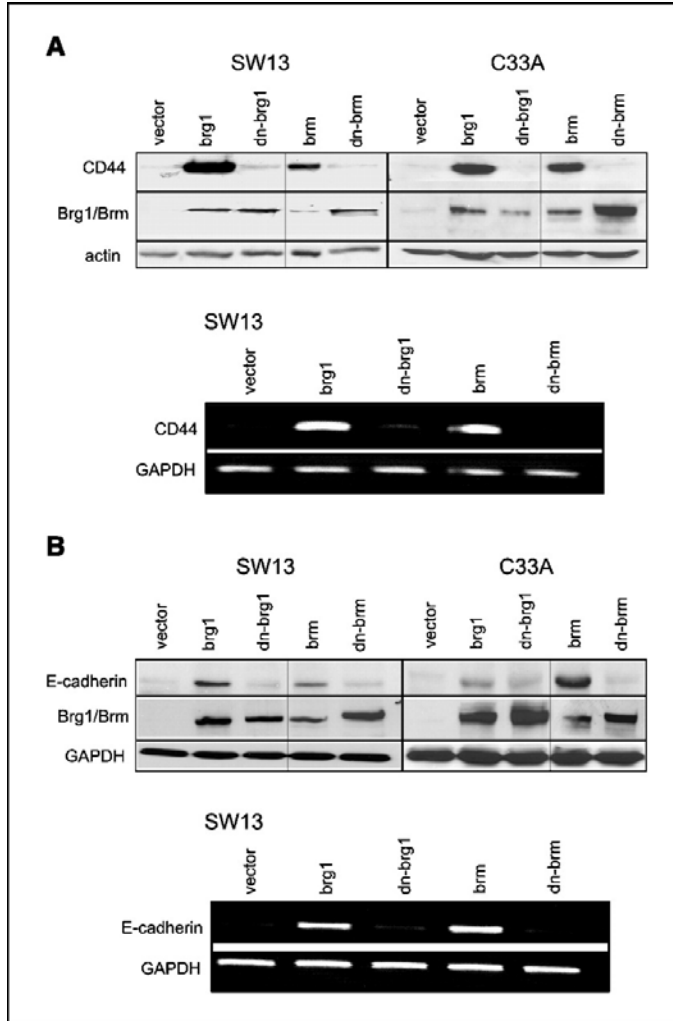 A
SW13 C33A
vector brg1 dn-brg1 brm dn-brm vector brg1 dn-brg1 brm dn-brm
CD44
Brg1/Brm
actin
SW13
vector brg1 dn-brg1 brm dn-brm
CD44
GAPDH
B
SW13 C33A
vector brg1 dn-brg1 brm dn-brm vector brg1 dn-brg1 brm dn-brm
E-cadherin
Brg1/Brm
GAPDH
SW13
vector brg1 dn-brg1 brm dn-brm
E-cadherin
GAPDH